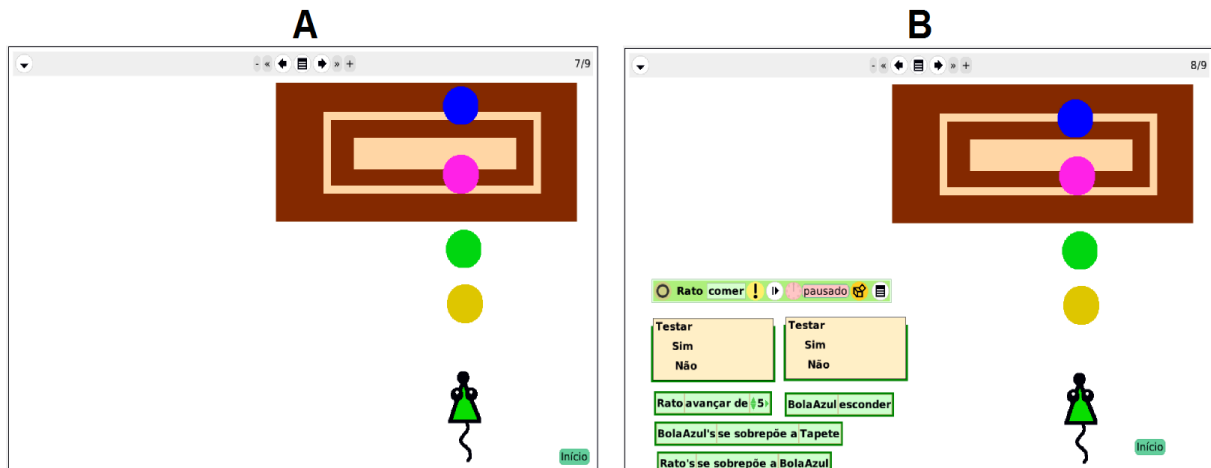 A
B
- « » + 7/9
- « » + 8/9
Início
Rato comer ! pausado
Testar
Sim
Não
Testar
Sim
Não
Rato avançar de 5
BolaAzul esconder
BolaAzul's se sobrepõe a Tapete
Rato's se sobrepõe a BolaAzul
Início